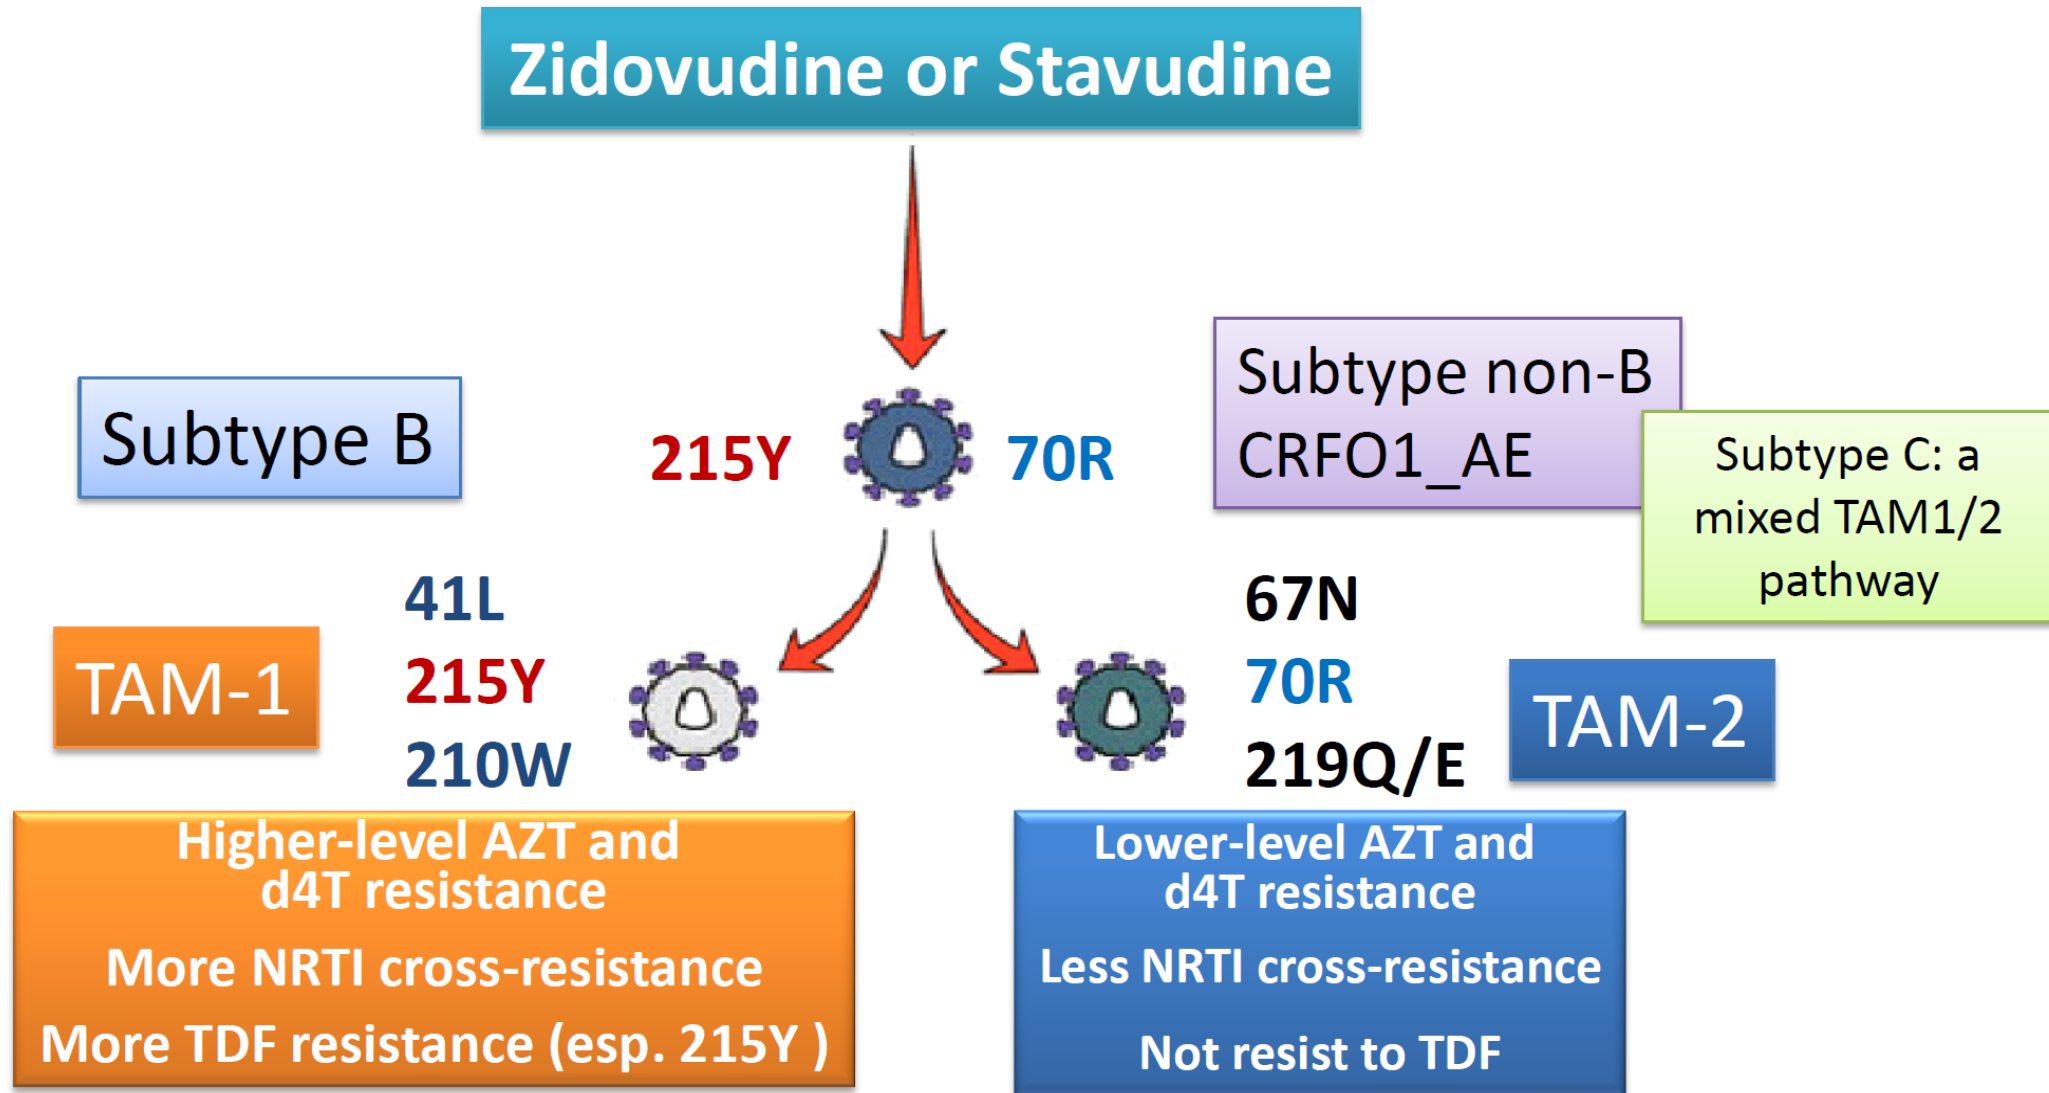 Zidovudine or Stavudine
Subtype B
215Y
70R
Subtype non-B
CRFO1_AE
Subtype C: a
mixed TAM1/2
pathway
TAM-1
41L
215Y
210W
67N
70R
219Q/E
TAM-2
Higher-level AZT and
d4T resistance
More NRTI cross-resistance
More TDF resistance (esp. 215Y )
Lower-level AZT and
d4T resistance
Less NRTI cross-resistance
Not resist to TDF